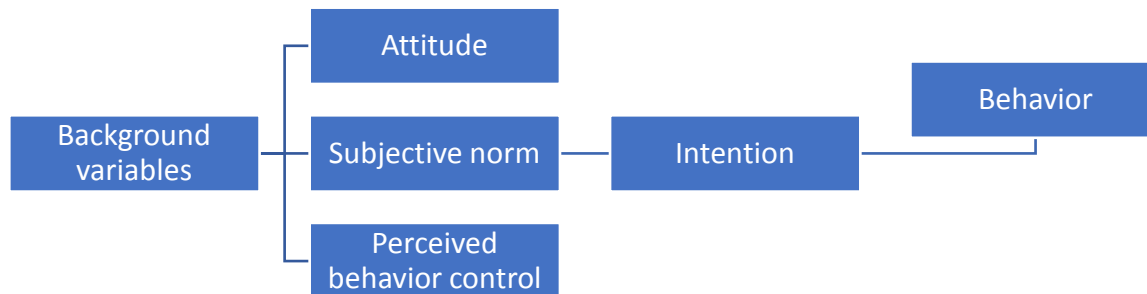 Attitude
Background
variables
Subjective norm
Intention
Behavior
Perceived
behavior control